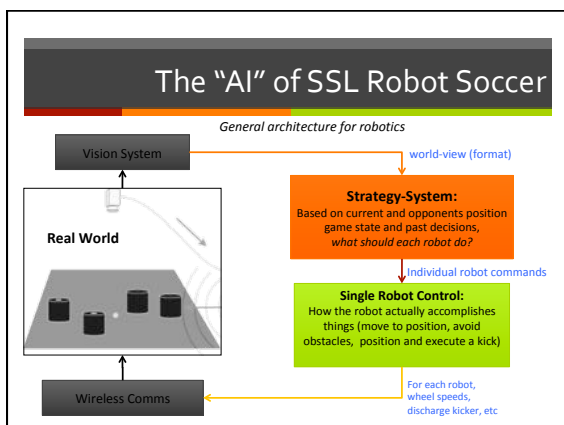 The “AI” of SSL Robot Soccer
General architecture for robotics
Vision System
world-view (format)
Strategy-System:
Based on current and opponents position
game state and past decisions,
what should each robot do?
Real World
Individual robot commands
Single Robot Control:
How the robot actually accomplishes
things (move to position, avoid
obstacles, position and execute a kick)
Wireless Comms
For each robot,
wheel speeds,
discharge kicker, etc